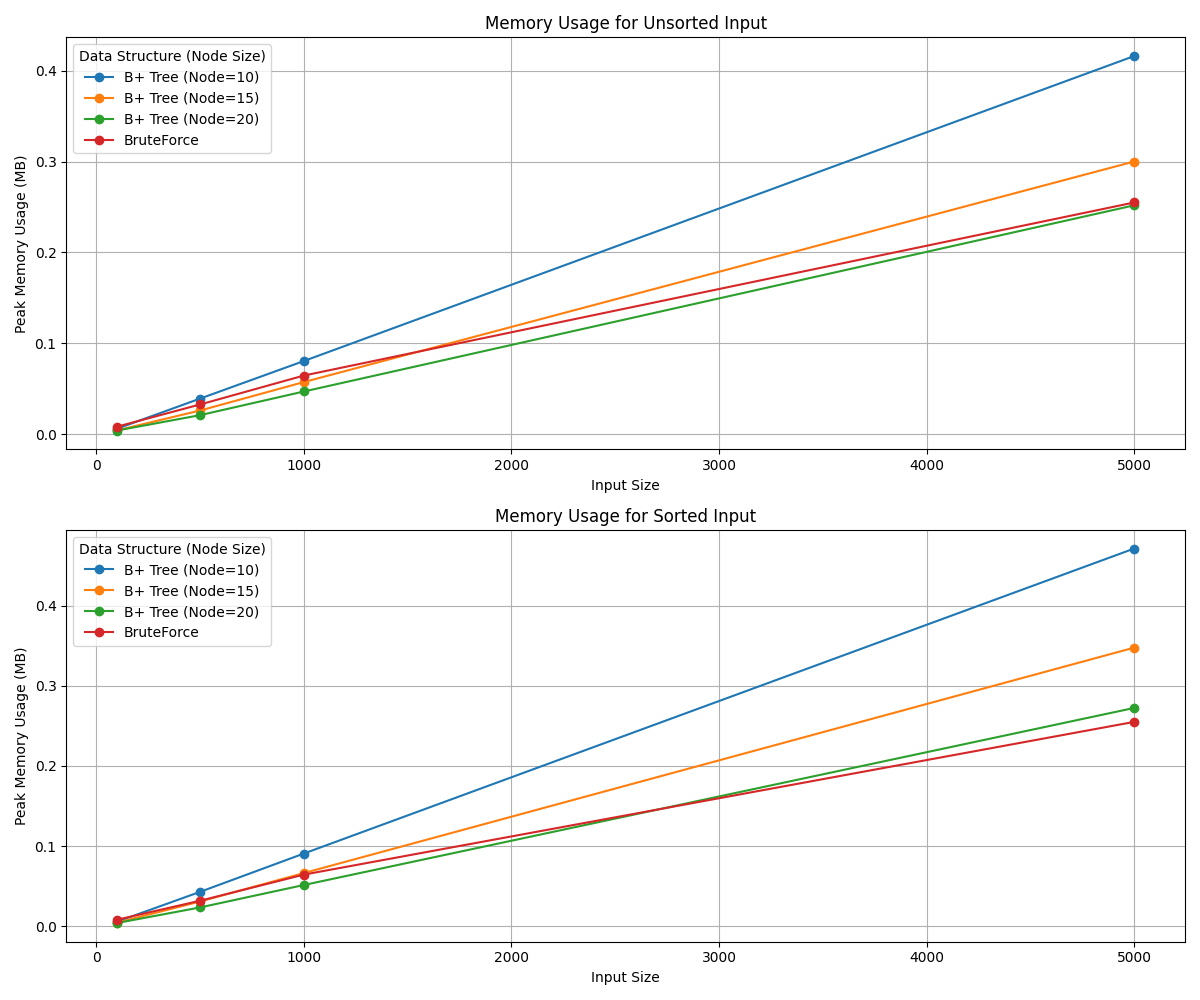 Memory Usage for Unsorted Input
Data Structure (Node Size)
B+ Tree (Node=10)
B+ Tree (Node=15)
B+ Tree (Node=20)
BruteForce
Peak Memory Usage (MB)
0.4
0.3
0.2
0.1
0.0
0 1000 2000 3000 4000 5000
Input Size
Memory Usage for Sorted Input
Data Structure (Node Size)
B+ Tree (Node=10)
B+ Tree (Node=15)
B+ Tree (Node=20)
BruteForce
Peak Memory Usage (MB)
0.4
0.3
0.2
0.1
0.0
0 1000 2000 3000 4000 5000
Input Size